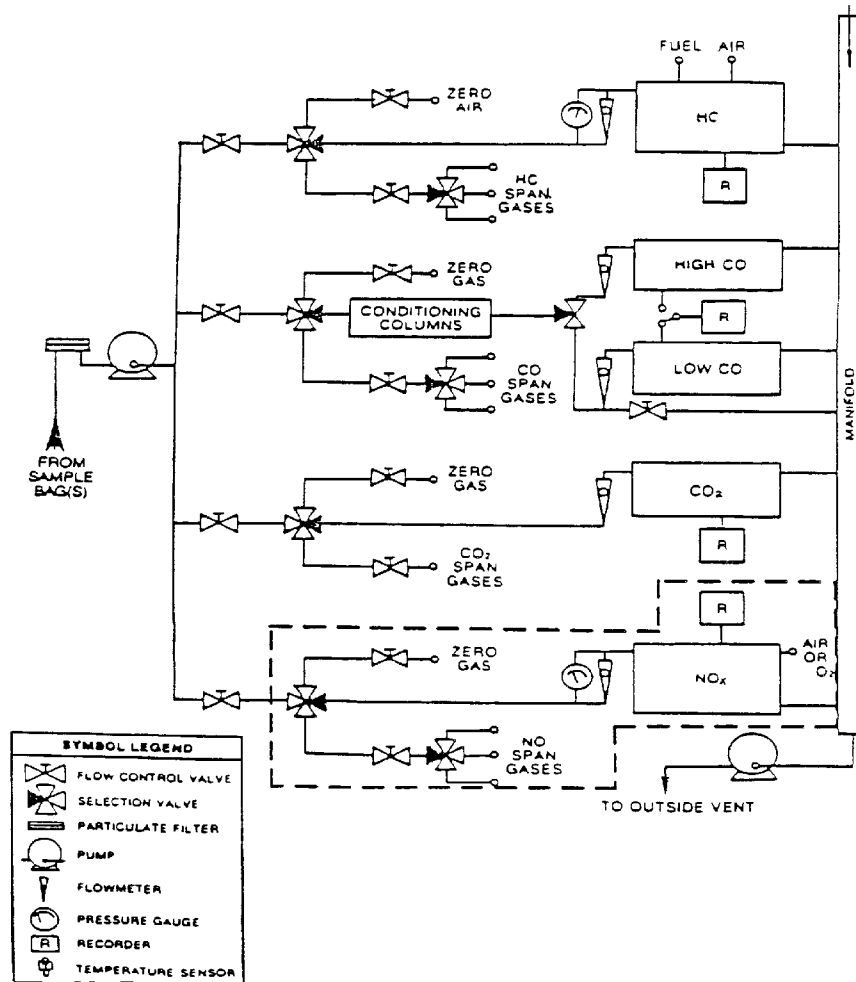 FUEL AIR
ZERO
AIR
HC
R
HC
SPAN
GASES
ZERO
GAS
HIGH CO
CONDITIONING
COLUMNS
R
CO
SPAN
GASES
LOW CO
MANIFOLD
FROM
SAMPLE
BAG(S)
ZERO
GAS
CO₂
CO₂
SPAN
GASES
R
R
ZERO
GAS
AIR
OR
O₂
NOX
NO
SPAN
GASES
TO OUTSIDE VENT
SYMBOL LEGEND
FLOW CONTROL VALVE
SELECTION VALVE
PARTICULATE FILTER
PUMP
FLOWMETER
PRESSURE GAUGE
R RECORDER
TEMPERATURE SENSOR